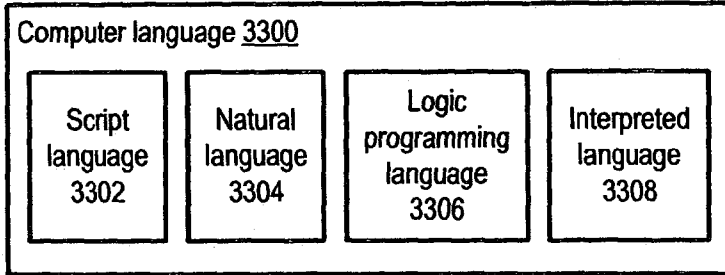 Computer language 3300
Script
language
3302
Natural
language
3304
Logic
programming
language
3306
Interpreted
language
3308